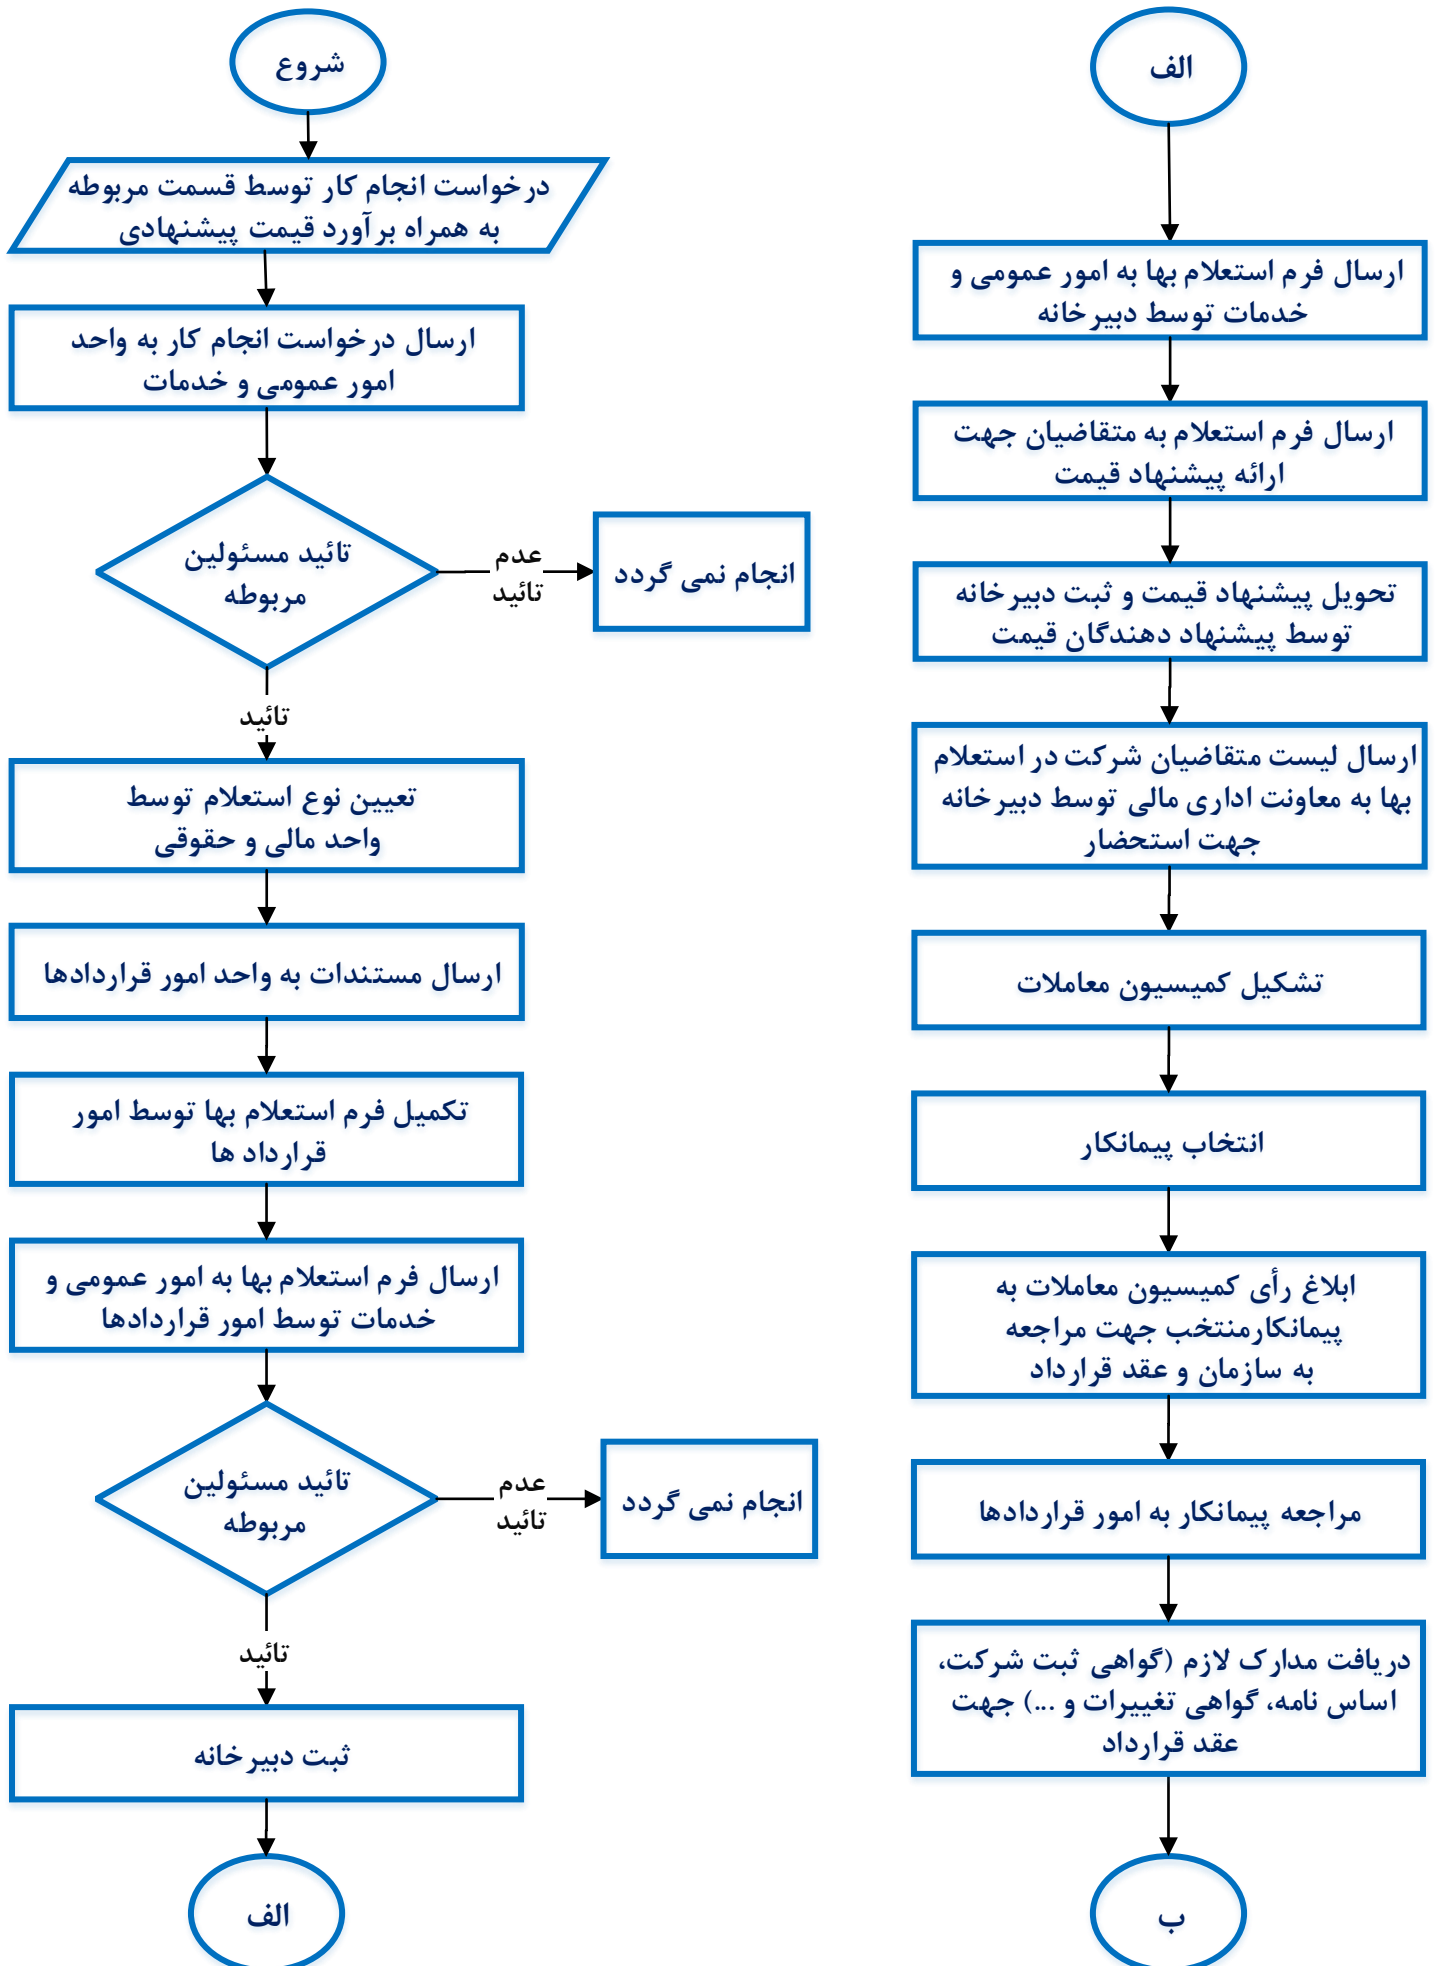 شروع
درخواست انجام کار توسط قسمت مربوطه
به همراه برآورد قیمت پیشنهادی
ارسال درخواست انجام کار به واحد
امور عمومی و خدمات
تائید مسئولین
مربوطه
عدم
تائید
انجام نمی گردد
تائید
تعیین نوع استعلام توسط
واحد مالی و حقوقی
ارسال مستندات به واحد امور قراردادها
تکمیل فرم استعلام بها توسط امور
قرارداد ها
ارسال فرم استعلام بها به امور عمومی و
خدمات توسط امور قراردادها
تائید مسئولین
مربوطه
عدم
تائید
انجام نمی گردد
تائید
ثبت دبیرخانه
الف
الف
ارسال فرم استعلام بها به امور عمومی و
خدمات توسط دبیرخانه
ارسال فرم استعلام به متقاضیان جهت
ارائه پیشنهاد قیمت
تحویل پیشنهاد قیمت و ثبت دبیرخانه
توسط پیشنهاد دهندگان قیمت
ارسال لیست متقاضیان شرکت در استعلام
بها به معاونت اداری مالی توسط دبیرخانه
جهت استحضار
تشکیل کمیسیون معاملات
انتخاب پیمانکار
ابلاغ رأی کمیسیون معاملات به
پیمانکارمنتخب جهت مراجعه
به سازمان و عقد قرارداد
مراجعه پیمانکار به امور قراردادها
دریافت مدارک لازم (گواهی ثبت شرکت،
اساس نامه، گواهی تغییرات و ...) جهت
عقد قرارداد
ب